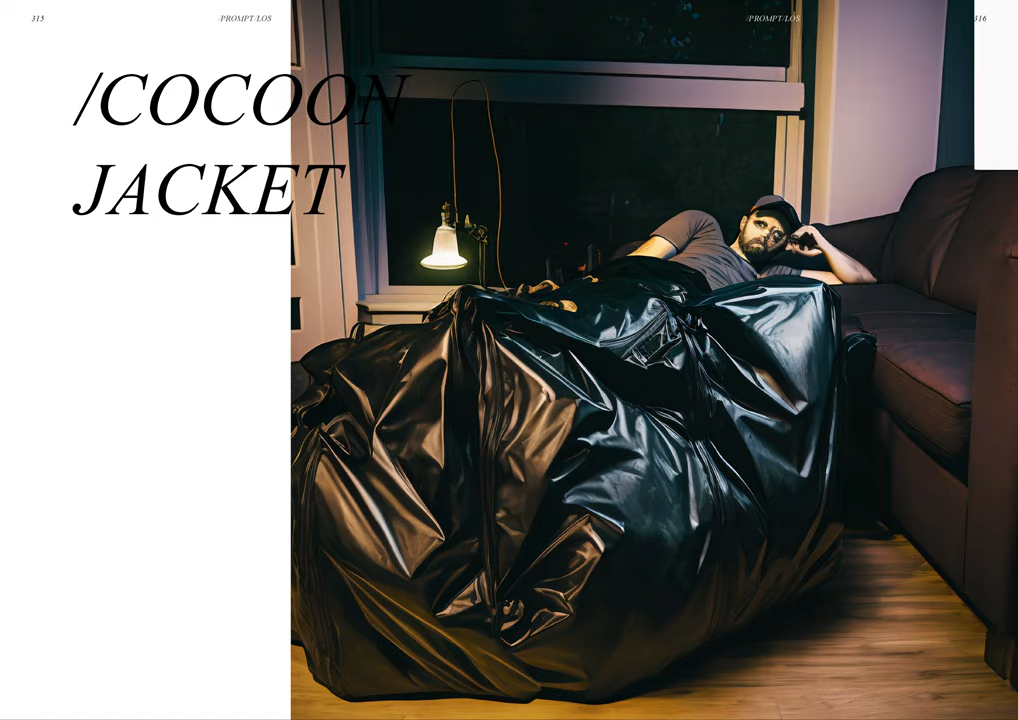 315
/PROMPT/LOS
/PROMPT/LOS
316
/COCOON
JACKET